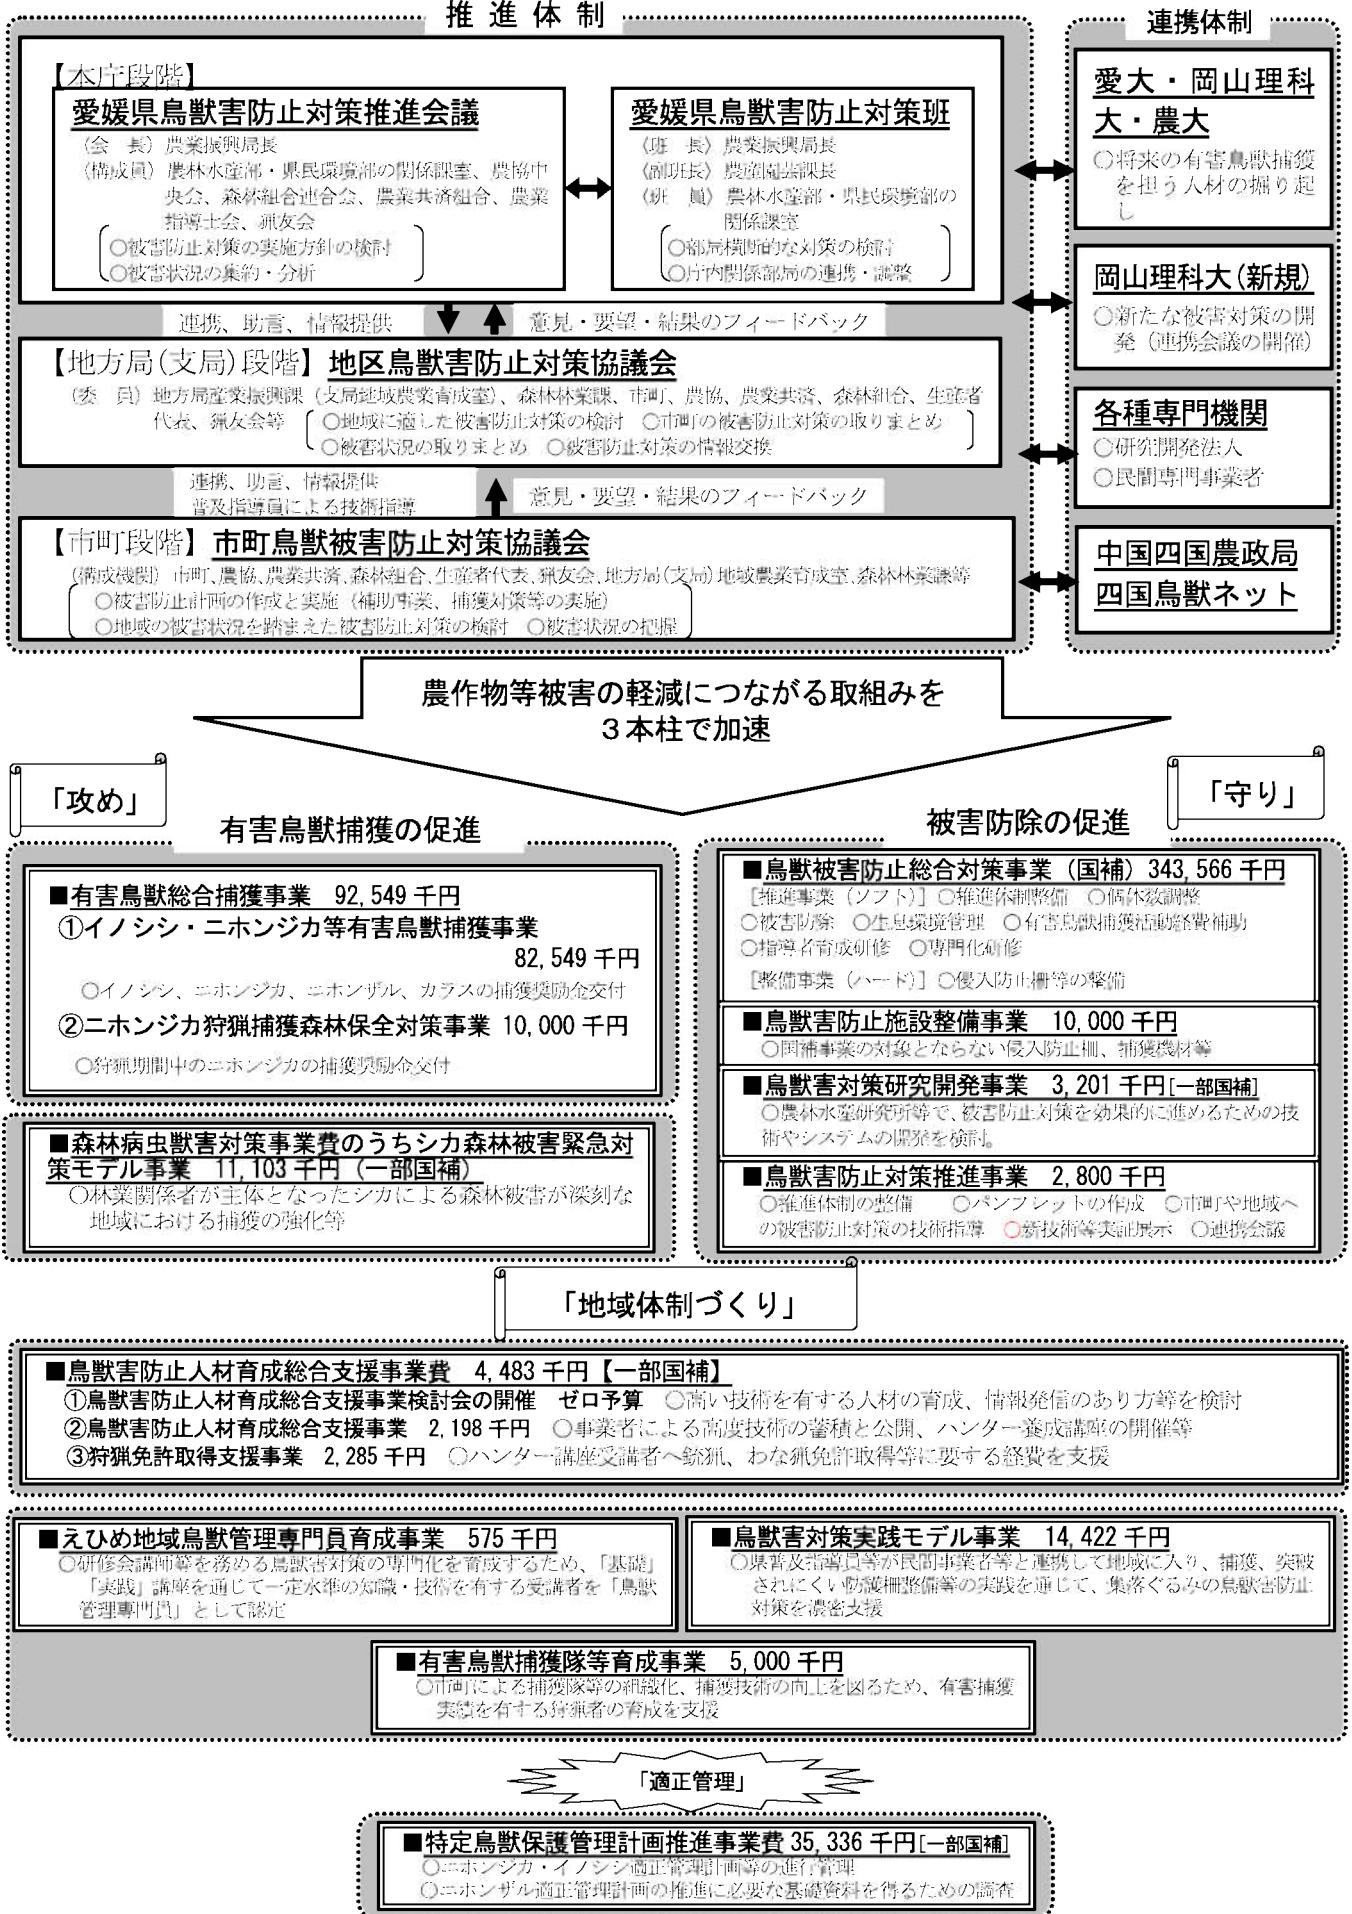 推進体制
【本庁段階】
愛媛県鳥獣害防止対策推進会議
（会　長）農業振興局長
（構成員）農林水産部・県民環境部の関係課室、農協中
央会、森林組合連合会、農業共済組合、農業
指導士会、猟友会
○被害防止対策の実施方針の検討
○被害状況の集約・分析
愛媛県鳥獣害防止対策班
（班　長）農業振興局長
（副班長）農産園芸課長
（班　員）農林水産部・県民環境部の
関係課室
○部局横断的な対策の検討
○庁内関係部局の連携・調整
連携、助言、情報提供
意見・要望・結果のフィードバック
【地方局（支局）段階】地区鳥獣害防止対策協議会
（委　員）地方局産業振興課（支局地域農業育成室）、森林林業課、市町、農協、農業共済、森林組合、生産者
代表、猟友会等　○地域に適した被害防止対策の検討　○市町の被害防止対策の取りまとめ
○被害状況の取りまとめ　○被害防止対策の情報交換
連携、助言、情報提供
普及指導員による技術指導
意見・要望・結果のフィードバック
【市町段階】市町鳥獣被害防止対策協議会
（構成機関）市町、農協、農業共済、森林組合、生産者代表、猟友会、地方局（支局）地域農業育成室、森林林業課等
○被害防止計画の作成と実施（補助事業、捕獲対策等の実施）
○地域の被害状況を踏まえた被害防止対策の検討　○被害状況の把握
連携体制
愛大・岡山理科
大・農大
○将来の有害鳥獣捕獲
を担う人材の掘り起
し
岡山理科大（新規）
○新たな被害対策の開
発（連携会議の開催）
各種専門機関
○研究開発法人
○民間専門事業者
中国四国農政局
四国鳥獣ネット
農作物等被害の軽減につながる取組みを
３本柱で加速
「攻め」
有害鳥獣捕獲の促進
■有害鳥獣総合捕獲事業　92,549 千円
①イノシシ・ニホンジカ等有害鳥獣捕獲事業
82,549 千円
○イノシシ、ニホンジカ、ニホンザル、カラスの捕獲奨励金交付
②ニホンジカ狩猟捕獲森林保全対策事業 10,000 千円
○狩猟期間中のニホンジカの捕獲奨励金交付
■森林病虫獣害対策事業費のうちシカ森林被害緊急対
策モデル事業　11,103 千円（一部国補）
○林業関係者が主体となったシカによる森林被害が深刻な
地域における捕獲の強化等
「守り」
被害防除の促進
■鳥獣被害防止総合対策事業（国補）343,566 千円
［推進事業（ソフト）］○推進体制整備　○個体数調整
○被害防除　○生息環境管理　○有害鳥獣捕獲活動経費補助
○指導者育成研修　○専門化研修
［整備事業（ハード）］○侵入防止柵等の整備
■鳥獣害防止施設整備事業　10,000 千円
○国補事業の対象とならない侵入防止柵、捕獲機材等
■鳥獣害対策研究開発事業　3,201 千円［一部国補］
○農林水産研究所等で、被害防止対策を効果的に進めるための技
術やシステムの開発を検討。
■鳥獣害防止対策推進事業　2,800 千円
○推進体制の整備　○パンフレットの作成　○市町や地域へ
の被害防止対策の技術指導　○新技術等実証展示　○連携会議
「地域体制づくり」
■鳥獣害防止人材育成総合支援事業費　4,483 千円【一部国補】
①鳥獣害防止人材育成総合支援事業検討会の開催　ゼロ予算　○高い技術を有する人材の育成、情報発信のあり方等を検討
②鳥獣害防止人材育成総合支援事業　2,198 千円　○事業者による高度技術の蓄積と公開、ハンター養成講座の開催等
③狩猟免許取得支援事業　2,285 千円　○ハンター講座受講者へ銃猟、わな猟免許取得等に要する経費を支援
■えひめ地域鳥獣管理専門員育成事業　575 千円
○研修会講師等を務める鳥獣害対策の専門化を育成するため、「基礎」
「実践」講座を通じて一定水準の知識・技術を有する受講者を「鳥獣
管理専門員」として認定
■鳥獣害対策実践モデル事業　14,422 千円
○県普及指導員等が民間事業者等と連携して地域に入り、捕獲、突破
されにくい防護柵整備等の実践を通じて、集落ぐるみの鳥獣害防止
対策を濃密支援
■有害鳥獣捕獲隊等育成事業　5,000 千円
○市町による捕獲隊等の組織化、捕獲技術の向上を図るため、有害捕獲
実績を有する狩猟者の育成を支援
「適正管理」
■特定鳥獣保護管理計画推進事業費 35,336 千円［一部国補］
○ニホンジカ・イノシシ適正管理計画等の進行管理
○ニホンザル適正管理計画の推進に必要な基礎資料を得るための調査